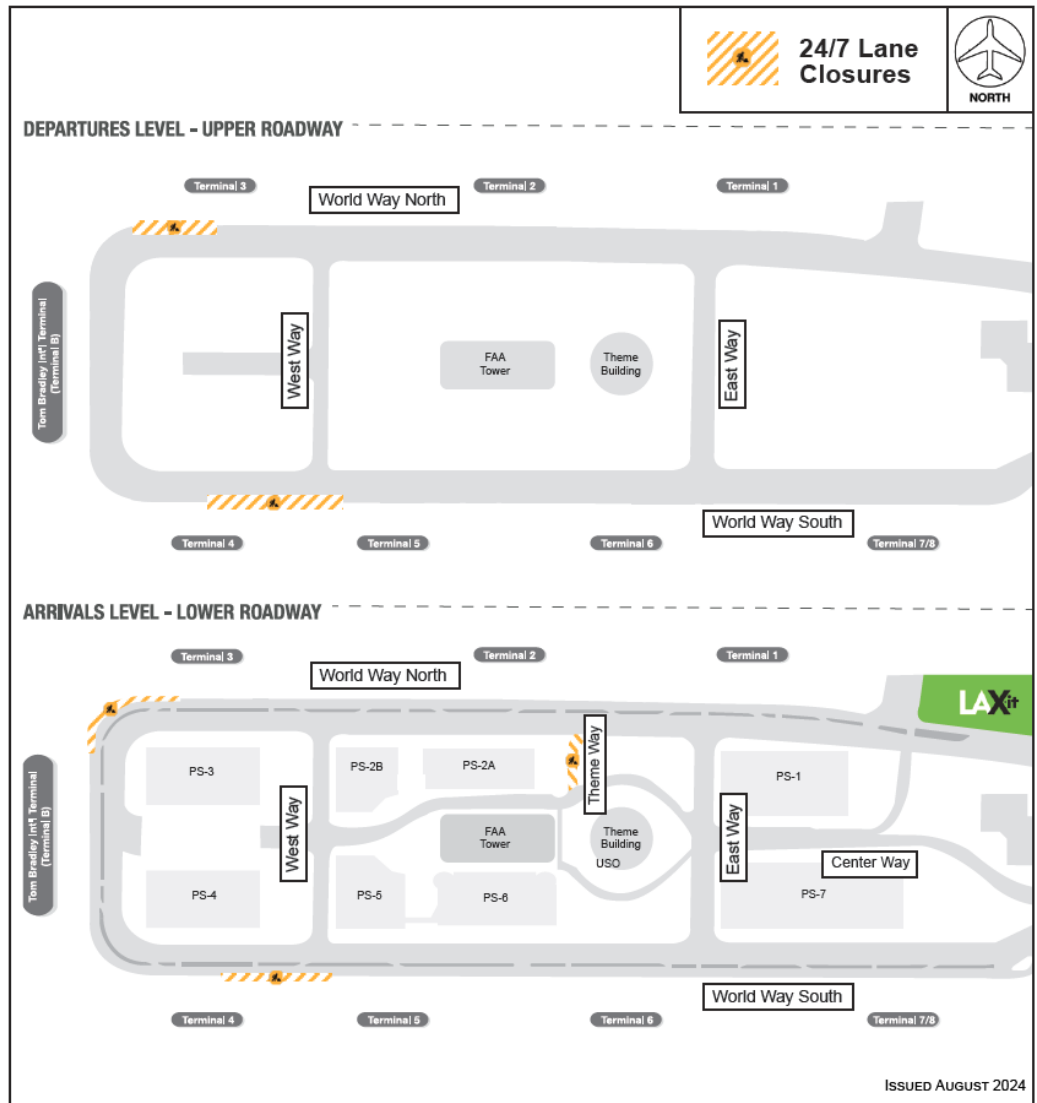 24/7 Lane
Closures
NORTH
DEPARTURES LEVEL - UPPER ROADWAY
Terminal 3
Terminal 2
Terminal 1
World Way North
Tom Bradley Int'l Terminal
(Terminal B)
West Way
FAA
Tower
Theme
Building
East Way
World Way South
Terminal 4
Terminal 5
Terminal 6
Terminal 7/8
ARRIVALS LEVEL - LOWER ROADWAY
Terminal 3
Terminal 2
Terminal 1
World Way North
LAXit
Tom Bradley Int'l Terminal
(Terminal B)
PS-3
PS-2B
PS-2A
Theme Way
PS-1
West Way
FAA
Tower
Theme
Building
USO
East Way
Center Way
PS-4
PS-5
PS-6
PS-7
World Way South
Terminal 4
Terminal 5
Terminal 6
Terminal 7/8
ISSUED AUGUST 2024